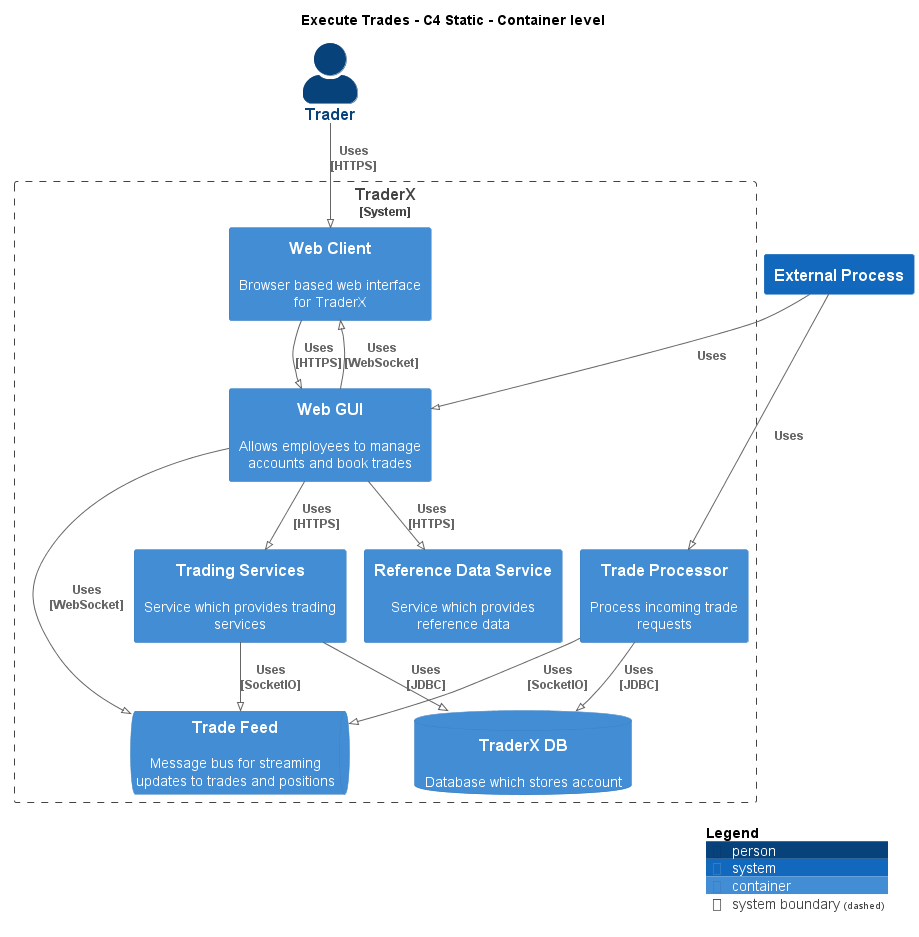 Execute Trades - C4 Static - Container level
Trader
Uses
[HTTPS]
TraderX
[System]
Web Client
Browser based web interface
for TraderX
External Process
Uses
[HTTPS]
Uses
[WebSocket]
Uses
Web GUI
Allows employees to manage
accounts and book trades
Uses
Uses
[HTTPS]
Uses
[HTTPS]
Trading Services
Service which provides trading
services
Reference Data Service
Service which provides
reference data
Trade Processor
Process incoming trade
requests
Uses
[WebSocket]
Uses
[SocketIO]
Uses
[JDBC]
Uses
[SocketIO]
Uses
[JDBC]
Trade Feed
Message bus for streaming
updates to trades and positions
TraderX DB
Database which stores account
Legend
person
system
container
system boundary (dashed)